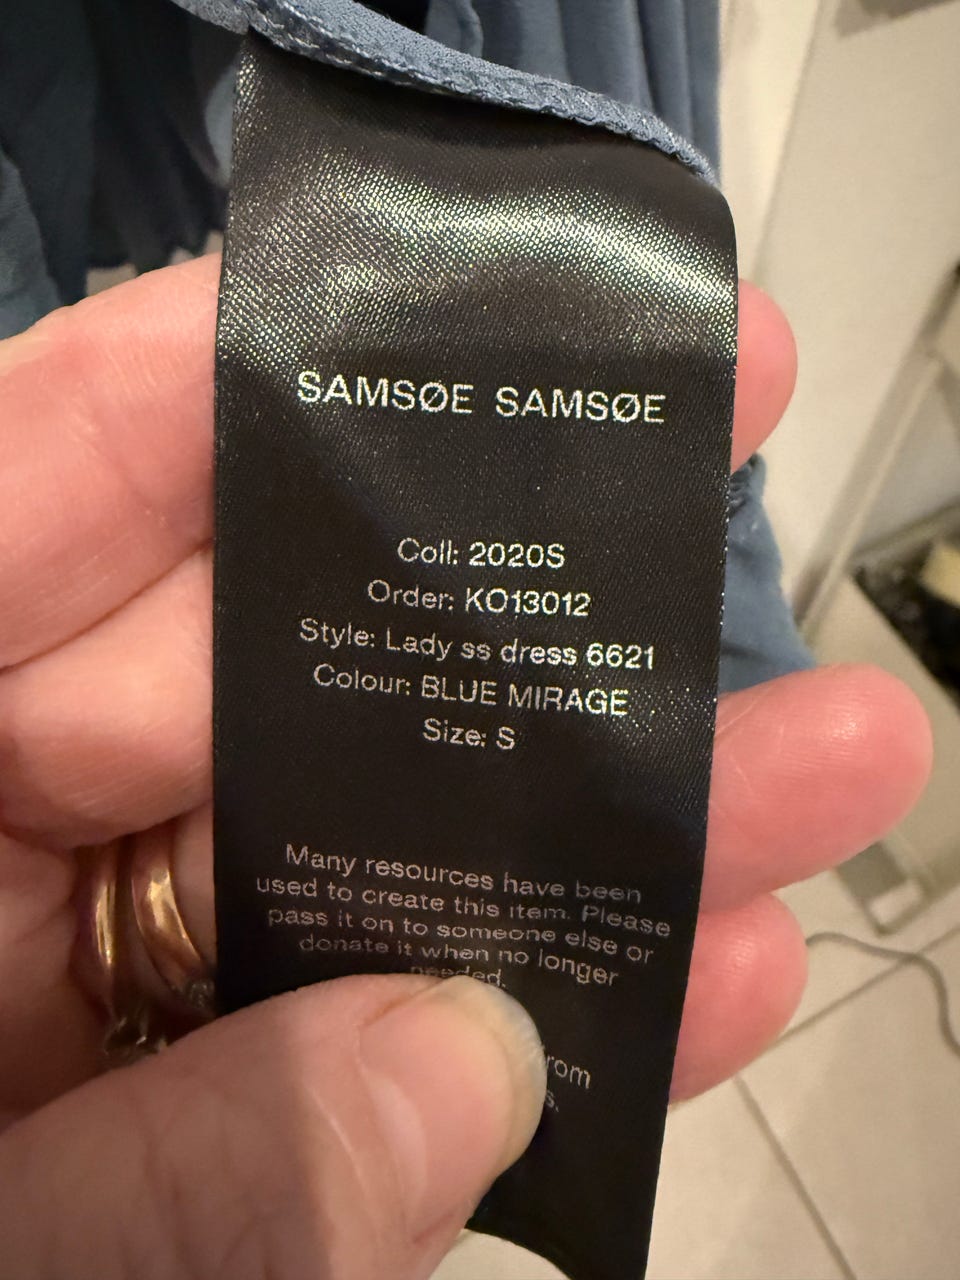 SAMSØE SAMSØE
Coll: 2020S
Order: KO13012
Style: Lady ss dress 6621
Colour: BLUE MIRAGE
Size: S
Many resources have been
used to create this item. Please
pass it on to someone else or
donate it when no longer
needed.